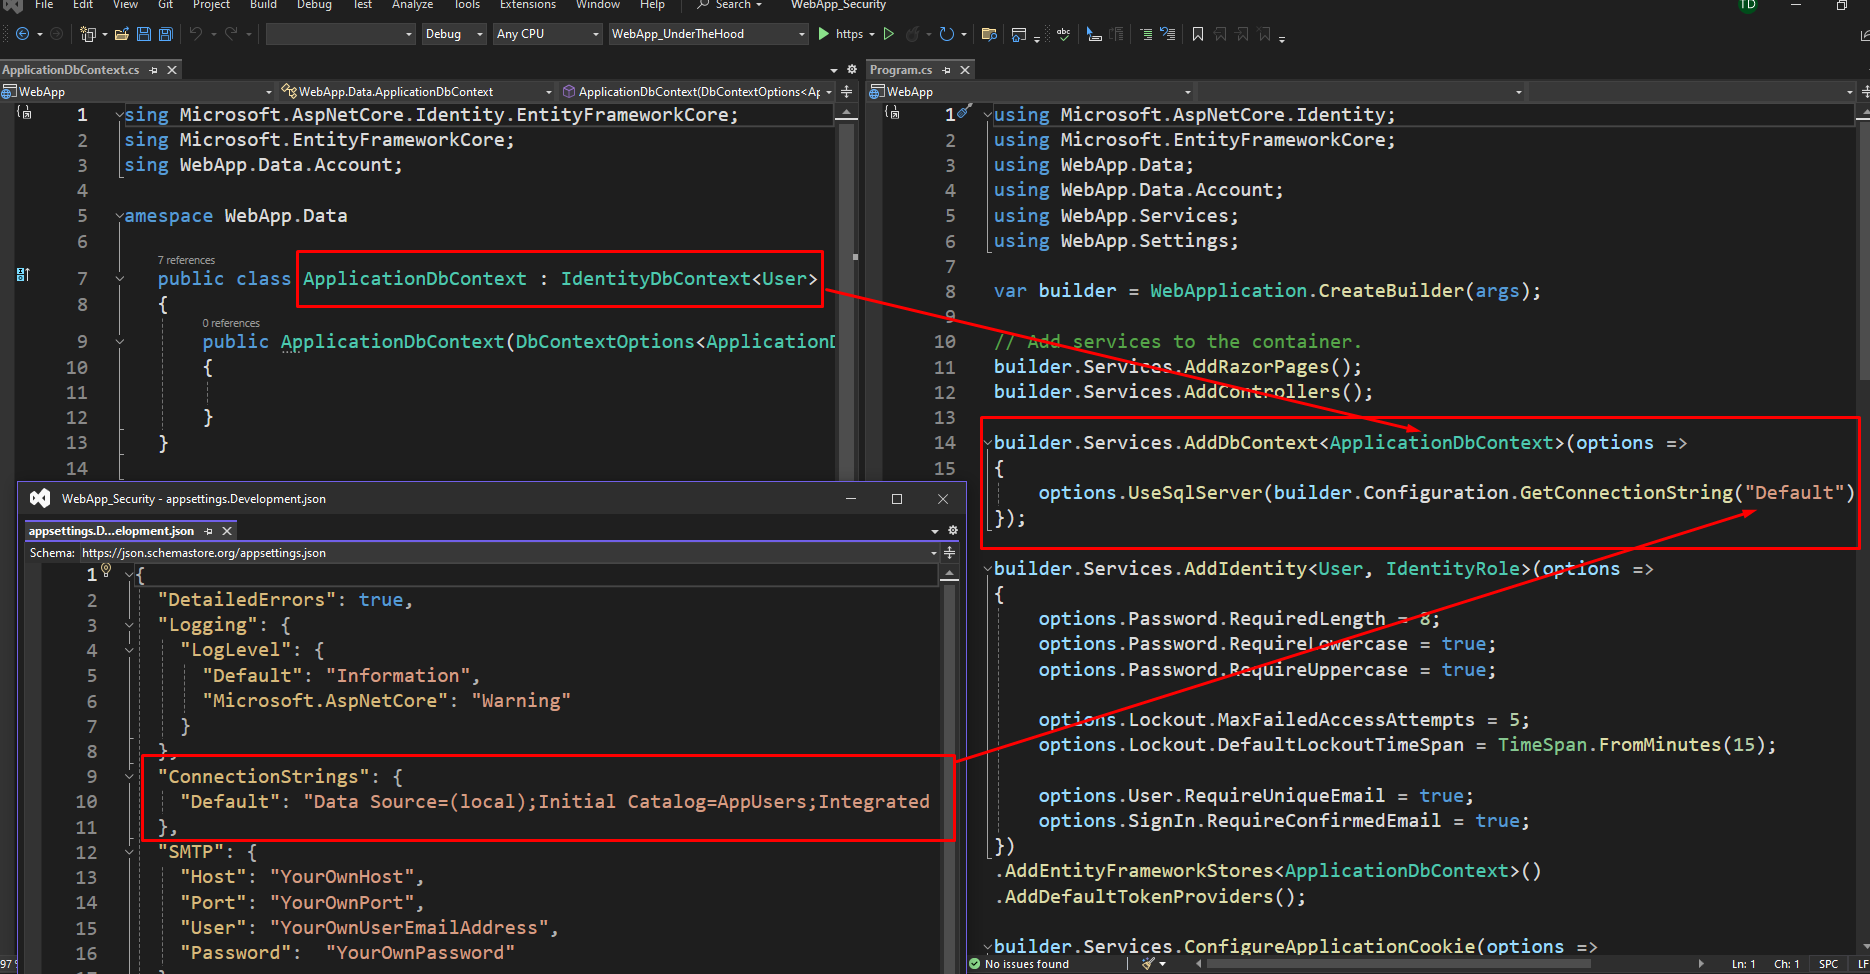 File Edit View Git Project Build Debug Test Analyze Tools Extensions Window Help Search WebApp_Security TD
Debug Any CPU WebApp_UnderTheHood https
ApplicationDbContext.cs
WebApp WebApp.Data.ApplicationDbContext ApplicationDbContext(DbContextOptions<Ap
1 sing Microsoft.AspNetCore.Identity.EntityFrameworkCore;
2 sing Microsoft.EntityFrameworkCore;
3 sing WebApp.Data.Account;
4
5 amespace WebApp.Data
6
7 references
7 public class ApplicationDbContext : IdentityDbContext<User>
8 {
0 references
9 public ApplicationDbContext(DbContextOptions<ApplicationD
10 {
11
12 }
13 }
14
WebApp_Security - appsettings.Development.json
appsettings.D...elopment.json
Schema: https://json.schemastore.org/appsettings.json
1 {
2 "DetailedErrors": true,
3 "Logging": {
4 "LogLevel": {
5 "Default": "Information",
6 "Microsoft.AspNetCore": "Warning"
7 }
8 },
9 "ConnectionStrings": {
10 "Default": "Data Source=(local);Initial Catalog=AppUsers;Integrated
11 },
12 "SMTP": {
13 "Host": "YourOwnHost",
14 "Port": "YourOwnPort",
15 "User": "YourOwnUserEmailAddress",
16 "Password": "YourOwnPassword"
97
Program.cs
WebApp
1 using Microsoft.AspNetCore.Identity;
2 using Microsoft.EntityFrameworkCore;
3 using WebApp.Data;
4 using WebApp.Data.Account;
5 using WebApp.Services;
6 using WebApp.Settings;
7
8 var builder = WebApplication.CreateBuilder(args);
9
10 // Add services to the container.
11 builder.Services.AddRazorPages();
12 builder.Services.AddControllers();
13
14 builder.Services.AddDbContext<ApplicationDbContext>(options =>
15 {
options.UseSqlServer(builder.Configuration.GetConnectionString("Default")
});
builder.Services.AddIdentity<User, IdentityRole>(options =>
{
options.Password.RequiredLength = 8;
options.Password.RequireLowercase = true;
options.Password.RequireUppercase = true;
options.Lockout.MaxFailedAccessAttempts = 5;
options.Lockout.DefaultLockoutTimeSpan = TimeSpan.FromMinutes(15);
options.User.RequireUniqueEmail = true;
options.SignIn.RequireConfirmedEmail = true;
})
.AddEntityFrameworkStores<ApplicationDbContext>()
.AddDefaultTokenProviders();
builder.Services.ConfigureApplicationCookie(options =>
No issues found Ln: 1 Ch: 1 SPC LF